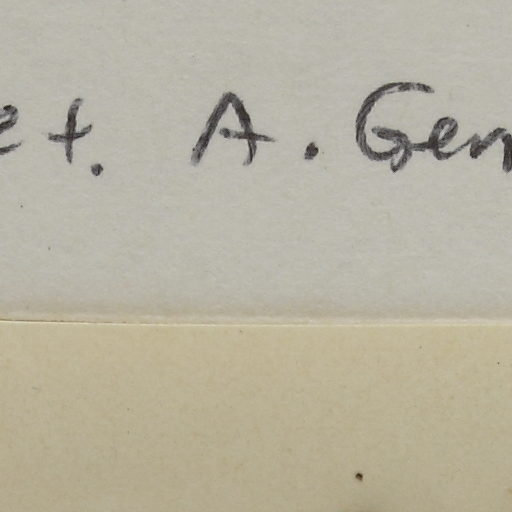 et. A. Gen